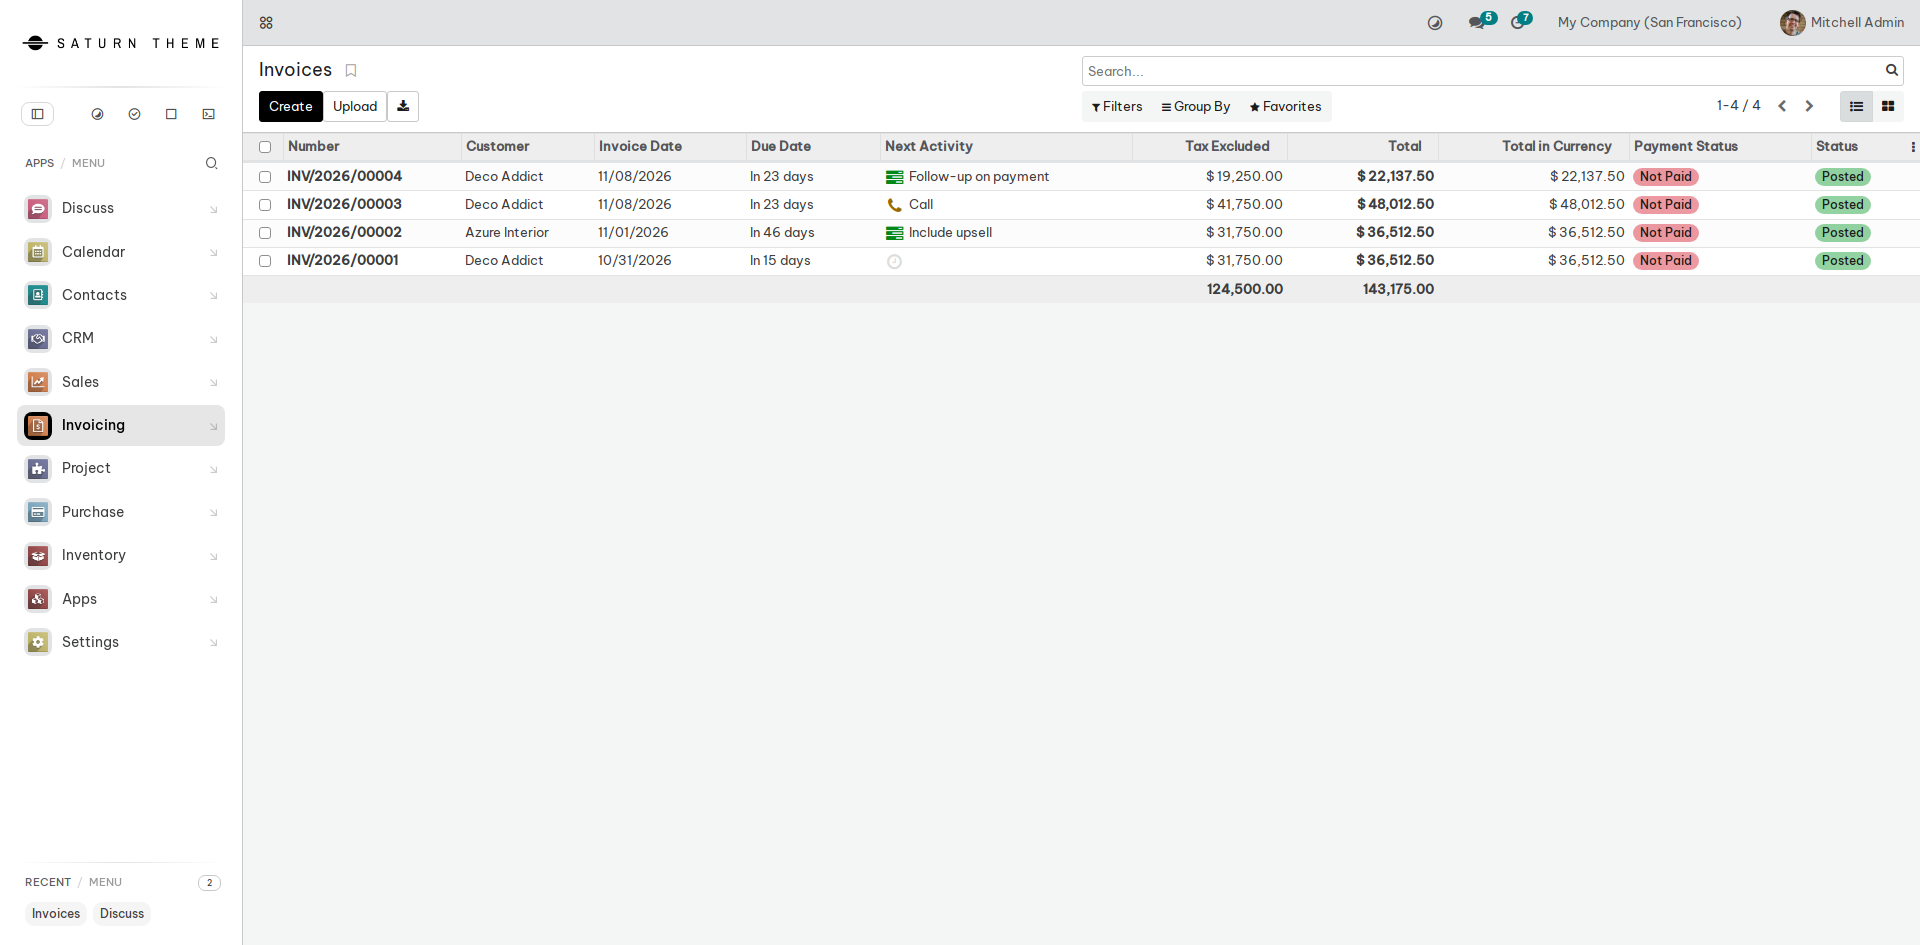 SATURN THEME
APPS / MENU
Discuss
Calendar
Contacts
CRM
Sales
Invoicing
Project
Purchase
Inventory
Apps
Settings
RECENT / MENU 2
Invoices Discuss
5 7 My Company (San Francisco) Mitchell Admin
Invoices
Search...
Create Upload
Filters Group By Favorites 1-4 / 4
Number Customer Invoice Date Due Date Next Activity Tax Excluded Total Total in Currency Payment Status Status
INV/2026/00004 Deco Addict 11/08/2026 In 23 days Follow-up on payment $ 19,250.00 $ 22,137.50 $ 22,137.50 Not Paid Posted
INV/2026/00003 Deco Addict 11/08/2026 In 23 days Call $ 41,750.00 $ 48,012.50 $ 48,012.50 Not Paid Posted
INV/2026/00002 Azure Interior 11/01/2026 In 46 days Include upsell $ 31,750.00 $ 36,512.50 $ 36,512.50 Not Paid Posted
INV/2026/00001 Deco Addict 10/31/2026 In 15 days $ 31,750.00 $ 36,512.50 $ 36,512.50 Not Paid Posted
124,500.00 143,175.00